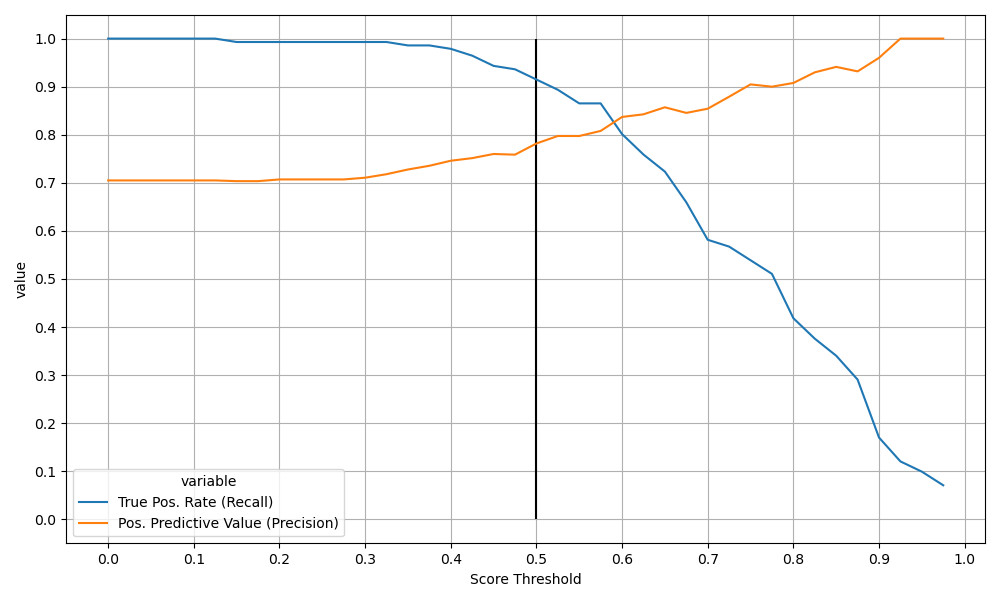 1.0
0.9
0.8
0.7
0.6
0.5
0.4
0.3
0.2
0.1
0.0
value
variable
True Pos. Rate (Recall)
Pos. Predictive Value (Precision)
0.0 0.1 0.2 0.3 0.4 0.5 0.6 0.7 0.8 0.9 1.0
Score Threshold